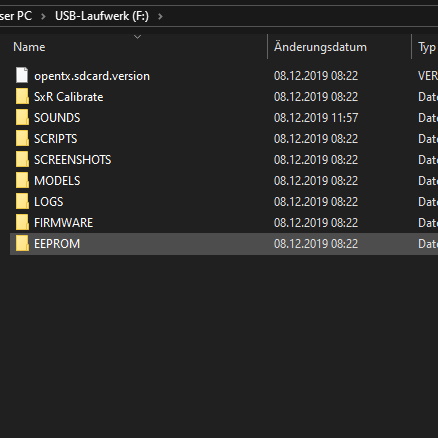 ser PC > USB-Laufwerk (F:) >
Name Änderungsdatum Typ
opentx.sdcard.version 08.12.2019 08:22 VER
SxR Calibrate 08.12.2019 08:22 Date
SOUNDS 08.12.2019 11:57 Date
SCRIPTS 08.12.2019 08:22 Date
SCREENSHOTS 08.12.2019 08:22 Date
MODELS 08.12.2019 08:22 Date
LOGS 08.12.2019 08:22 Date
FIRMWARE 08.12.2019 08:22 Date
EEPROM 08.12.2019 08:22 Date